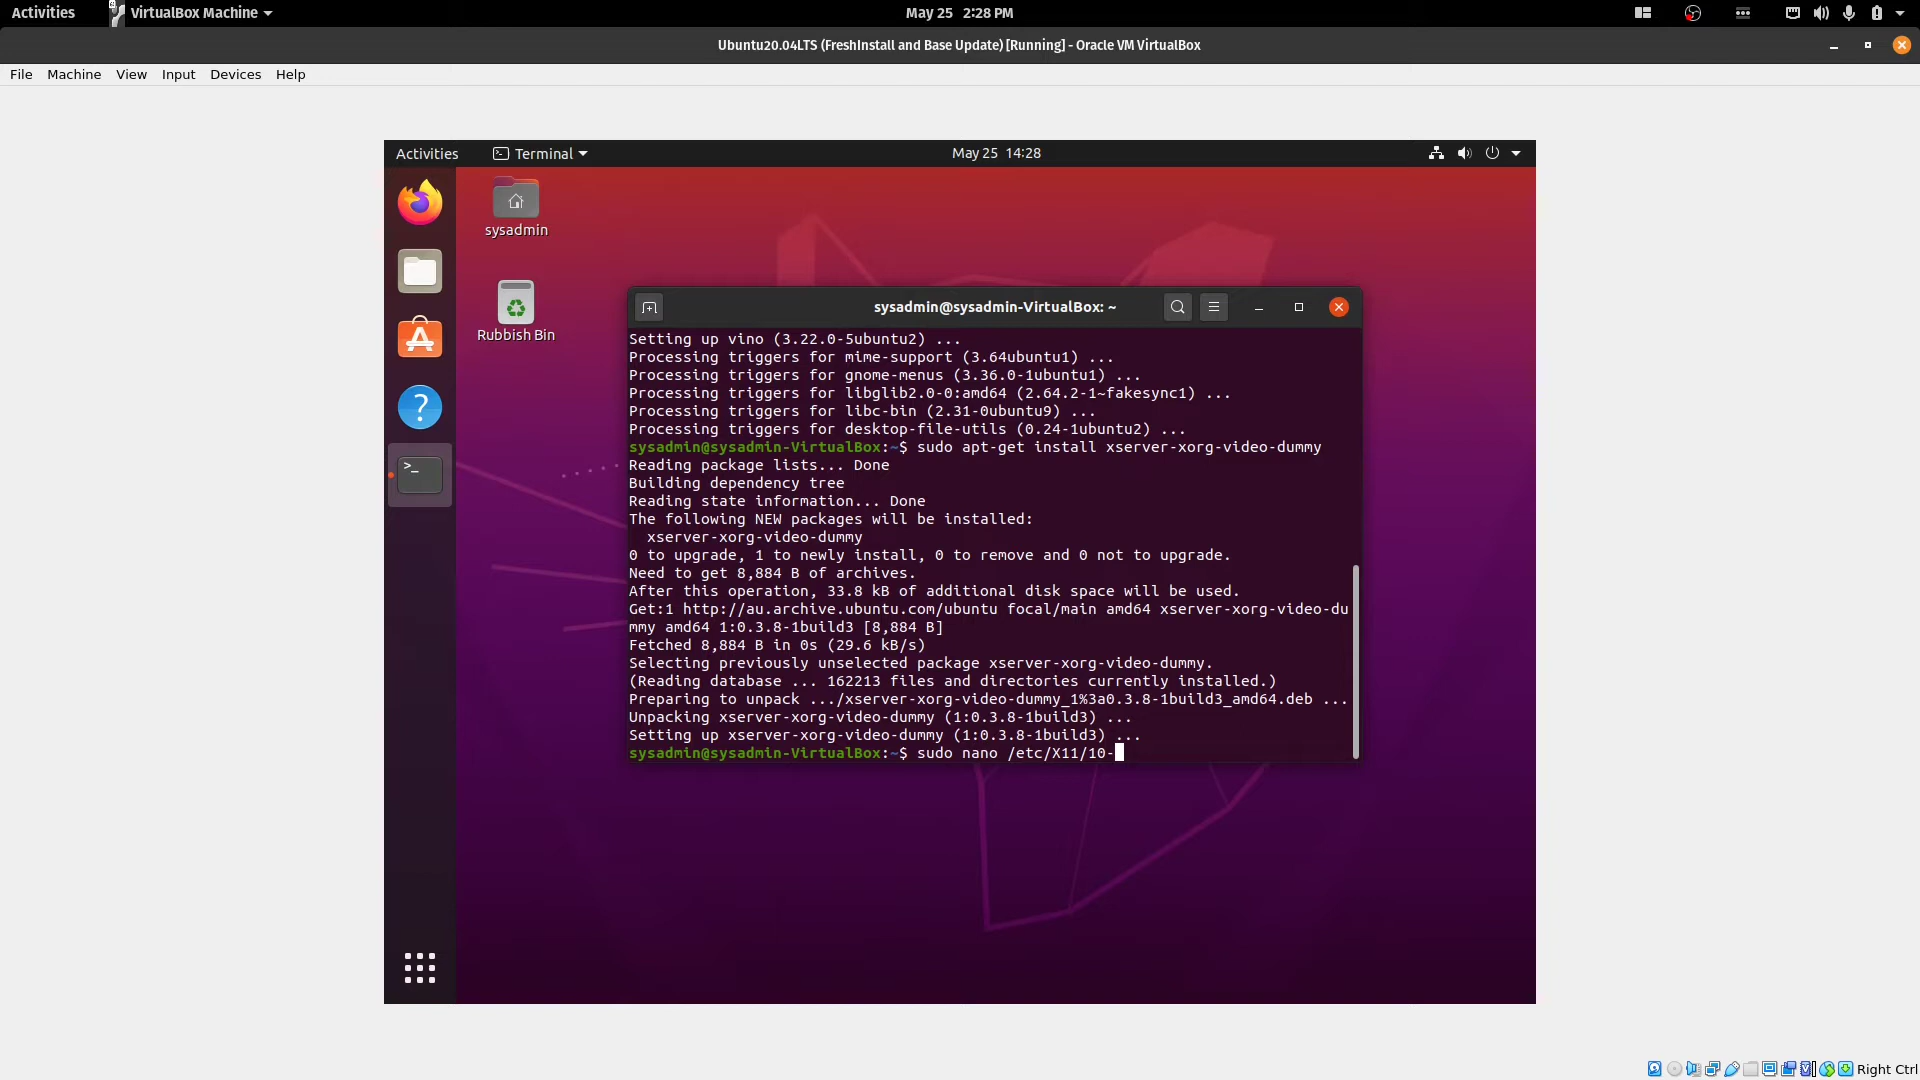 Activities
VirtualBox Machine
May 25 2:28 PM
Ubuntu20.04LTS (FreshInstall and Base Update) [Running] - Oracle VM VirtualBox
File Machine View Input Devices Help
Activities
Terminal
May 25 14:28
sysadmin
Rubbish Bin
sysadmin@sysadmin-VirtualBox: ~
Setting up vino (3.22.0-5ubuntu2) ...
Processing triggers for mime-support (3.64ubuntu1) ...
Processing triggers for gnome-menus (3.36.0-1ubuntu1) ...
Processing triggers for libglib2.0-0:amd64 (2.64.2-1~fakesync1) ...
Processing triggers for libc-bin (2.31-0ubuntu9) ...
Processing triggers for desktop-file-utils (0.24-1ubuntu2) ...
sysadmin@sysadmin-VirtualBox:~$ sudo apt-get install xserver-xorg-video-dummy
Reading package lists... Done
Building dependency tree
Reading state information... Done
The following NEW packages will be installed:
xserver-xorg-video-dummy
0 to upgrade, 1 to newly install, 0 to remove and 0 not to upgrade.
Need to get 8,884 B of archives.
After this operation, 33.8 kB of additional disk space will be used.
Get:1 http://au.archive.ubuntu.com/ubuntu focal/main amd64 xserver-xorg-video-du
mmy amd64 1:0.3.8-1build3 [8,884 B]
Fetched 8,884 B in 0s (29.6 kB/s)
Selecting previously unselected package xserver-xorg-video-dummy.
(Reading database ... 162213 files and directories currently installed.)
Preparing to unpack .../xserver-xorg-video-dummy_1%3a0.3.8-1build3_amd64.deb ...
Unpacking xserver-xorg-video-dummy (1:0.3.8-1build3) ...
Setting up xserver-xorg-video-dummy (1:0.3.8-1build3) ...
sysadmin@sysadmin-VirtualBox:~$ sudo nano /etc/X11/10-
Right Ctrl